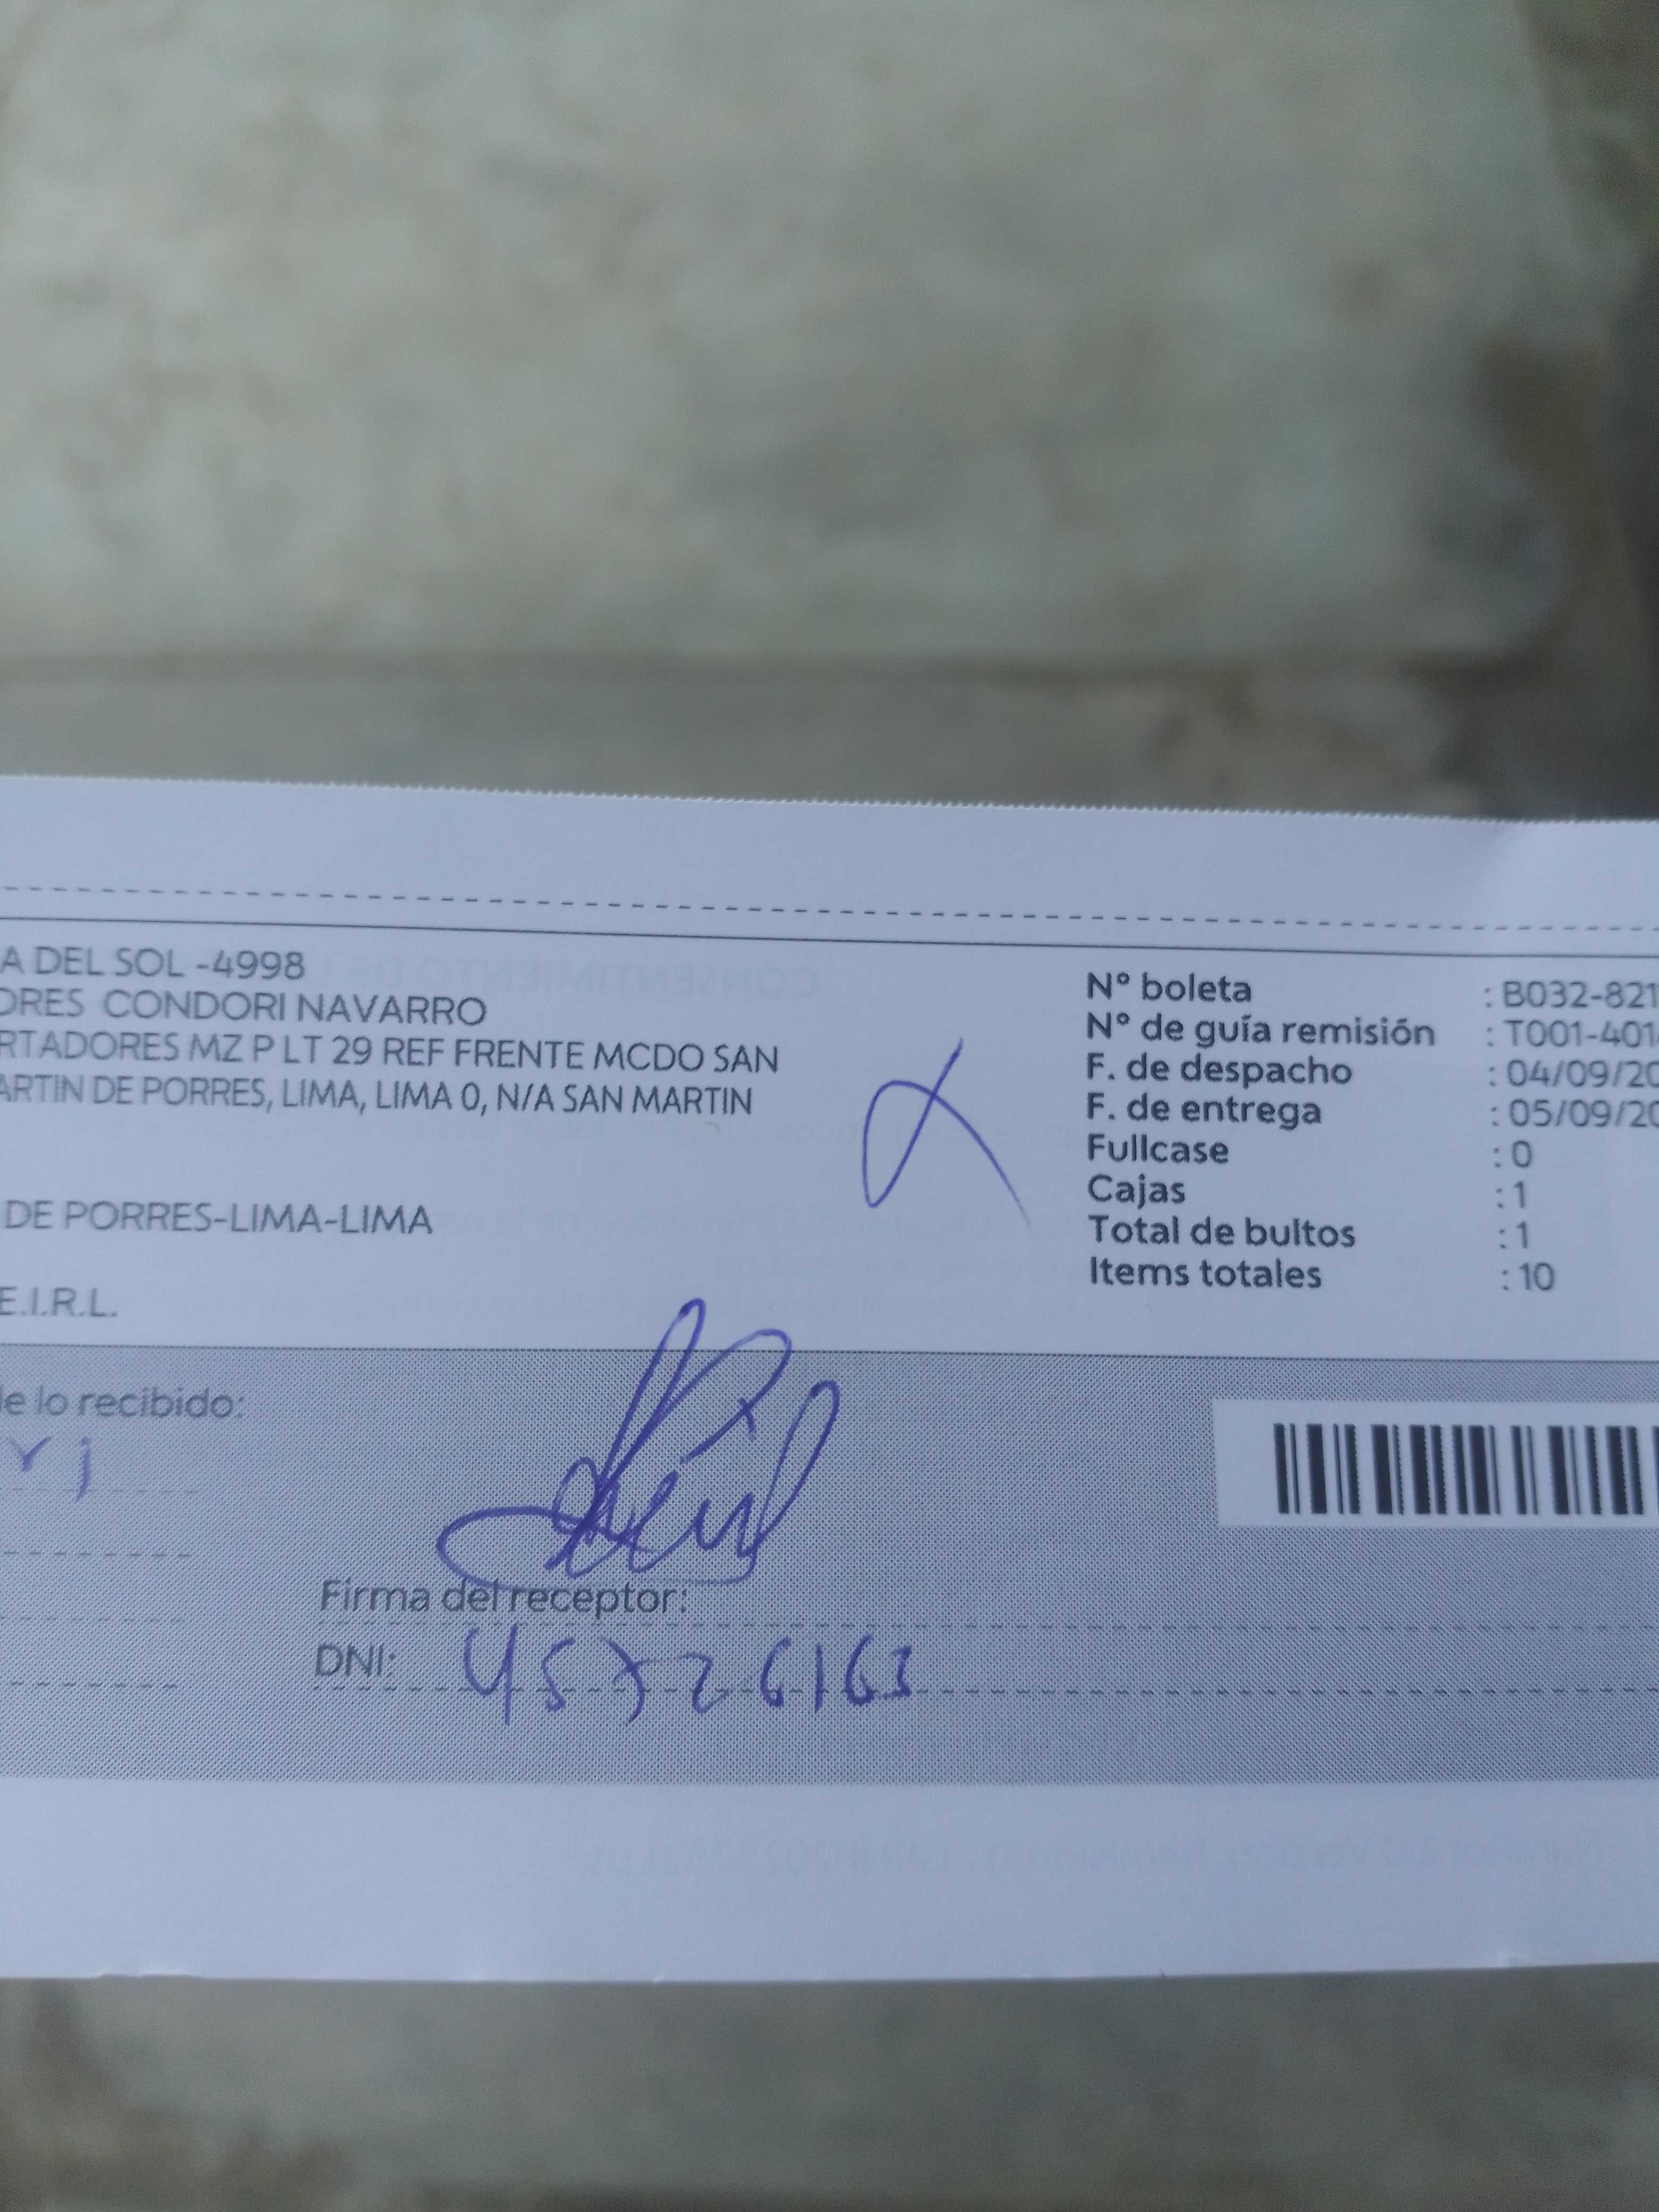 A DEL SOL -4998
ORES CONDORI NAVARRO
RTADORES MZ P LT 29 REF FRENTE MCDO SAN
ARTIN DE PORRES, LIMA, LIMA 0, N/A SAN MARTIN
DE PORRES-LIMA-LIMA
E.I.R.L.
N° boleta : B032-821
N° de guía remisión : T001-401
F. de despacho : 04/09/20
F. de entrega : 05/09/20
Fullcase : 0
Cajas : 1
Total de bultos : 1
Items totales : 10
de lo recibido:
Firma del receptor:
DNI: 45726163